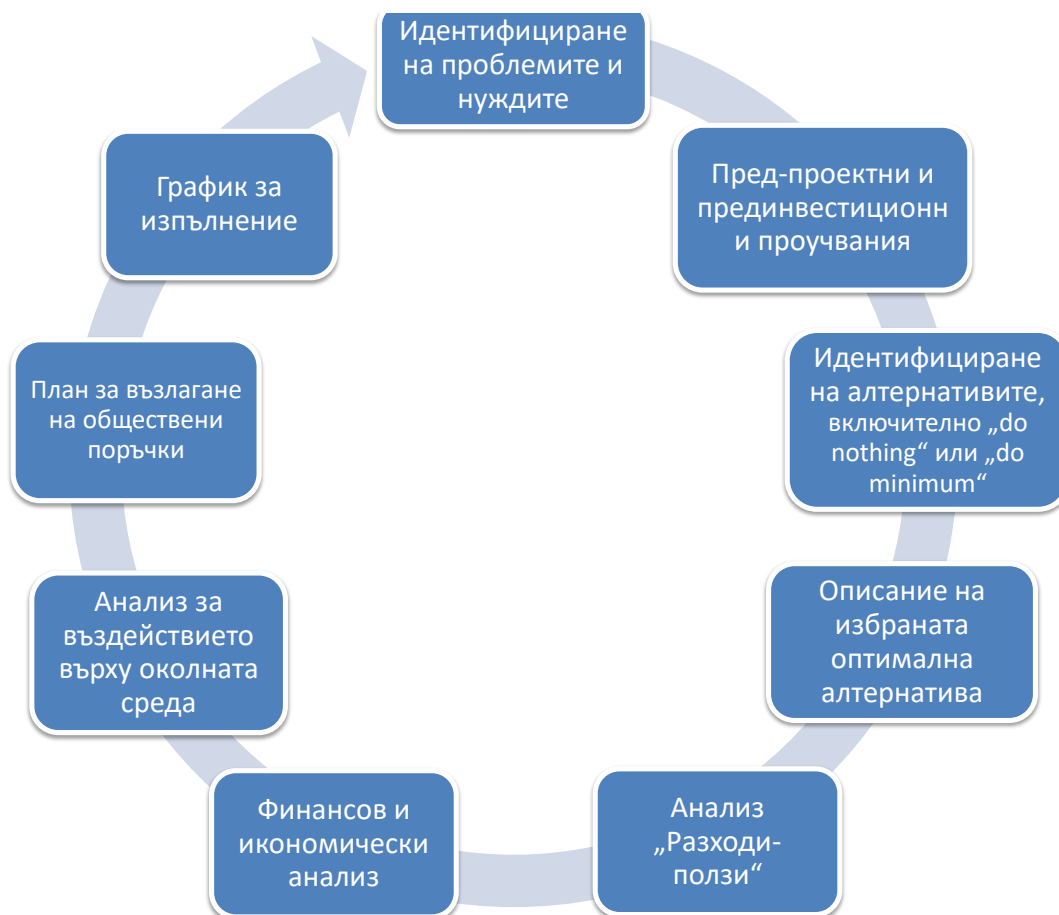 Идентифициране
на проблемите и
нуждите
Пред-проектни и
прединвестиционн
и проучвания
Идентифициране
на алтернативите,
включително „do
nothing“ или „do
minimum“
Описание на
избраната
оптимална
алтернатива
Анализ
„Разходи-
ползи“
Финансов и
икономически
анализ
Анализ за
въздействието
върху околната
среда
План за възлагане
на обществени
поръчки
График за
изпълнение